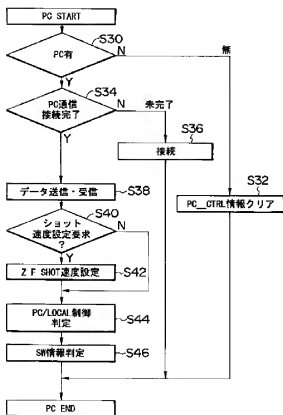 PC START
S30
PC有
N
無
Y
S34
PC通信
接続完了
N
未完了
S36
Y
接続
S32
S38
データ送信・受信
PC__CTRL情報クリア
S40
ショット
速度設定要求
?
N
Y
Z F SHOT速度設定
S42
PC/LOCAL制御
判定
S44
SW情報判定
S46
PC END